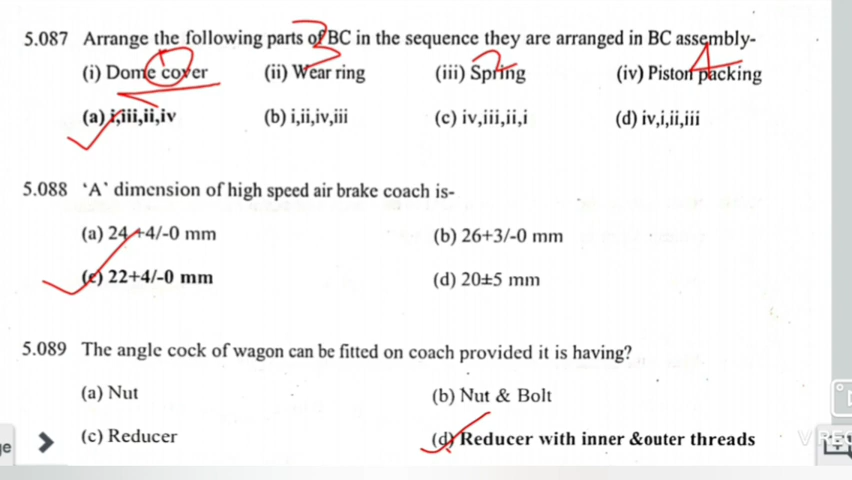 5.087 Arrange the following parts of BC in the sequence they are arranged in BC assembly-
3
1 2 4
(i) Dome cover (ii) Wear ring (iii) Spring (iv) Piston packing
(a) i,iii,ii,iv (b) i,ii,iv,iii (c) iv,iii,ii,i (d) iv,i,ii,iii
5.088 'A' dimension of high speed air brake coach is-
(a) 24 +4/-0 mm (b) 26+3/-0 mm
(c) 22+4/-0 mm (d) 20±5 mm
5.089 The angle cock of wagon can be fitted on coach provided it is having?
(a) Nut (b) Nut & Bolt
(c) Reducer (d) Reducer with inner &outer threads